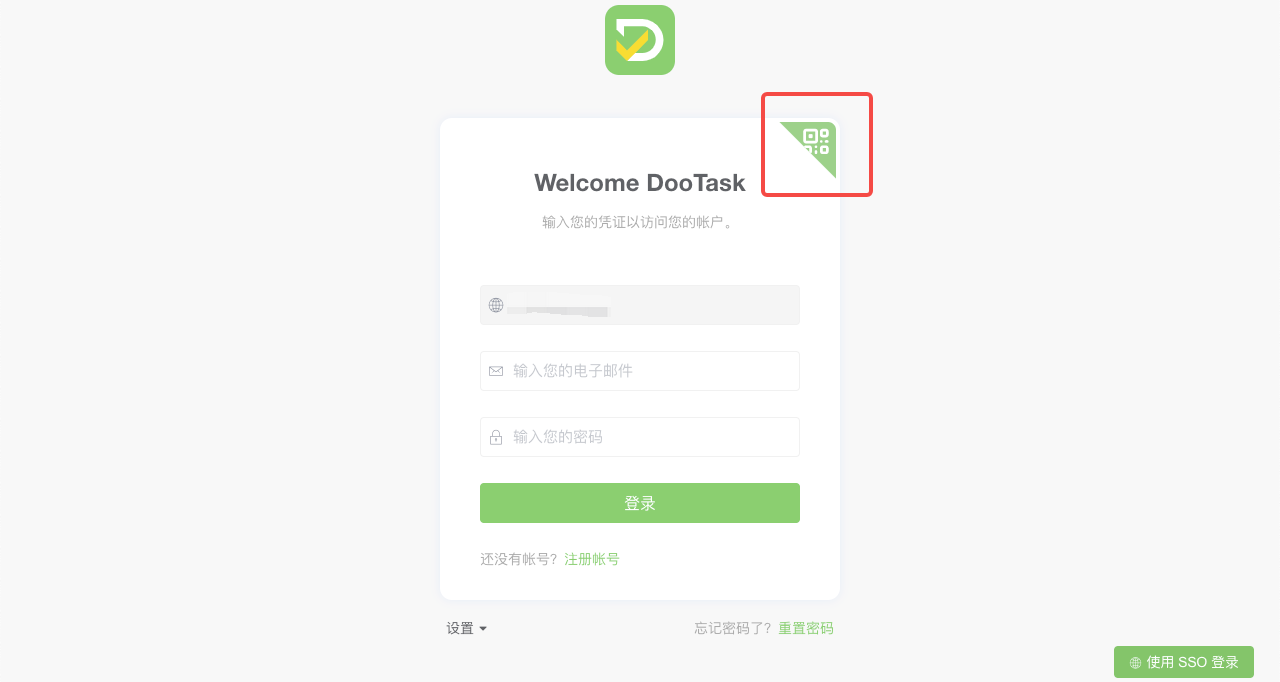 Welcome DooTask
输入您的凭证以访问您的帐户。
输入您的电子邮件
输入您的密码
登录
还没有帐号? 注册帐号
设置
忘记密码了? 重置密码
使用 SSO 登录